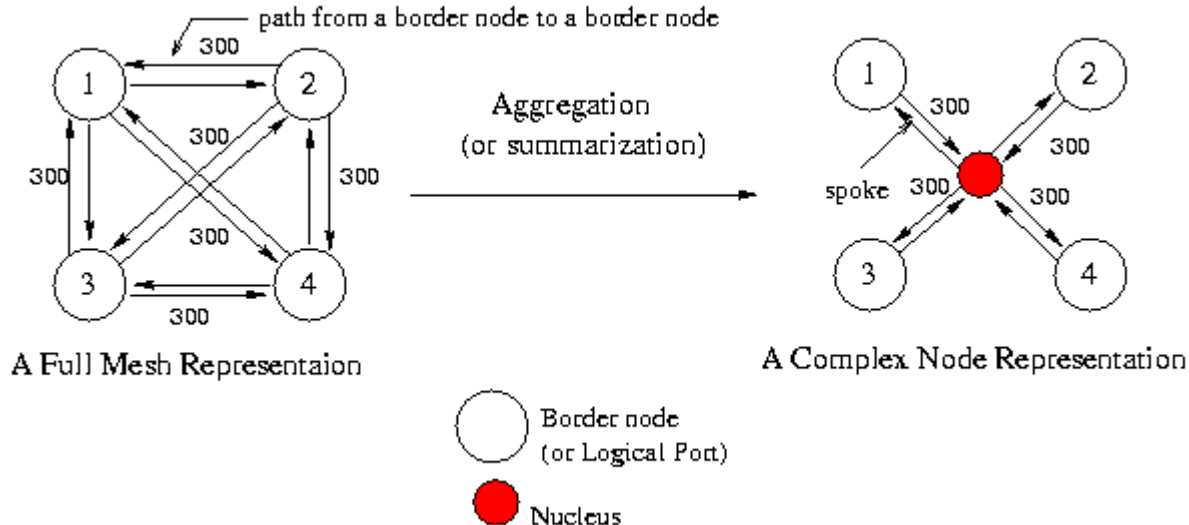 path from a border node to a border node
300
1
2
300
300
300
300
3
4
300
A Full Mesh Representaion
Aggregation
(or summarization)
1
2
300
300
spoke
300
300
3
4
A Complex Node Representation
Border node
(or Logical Port)
Nucleus